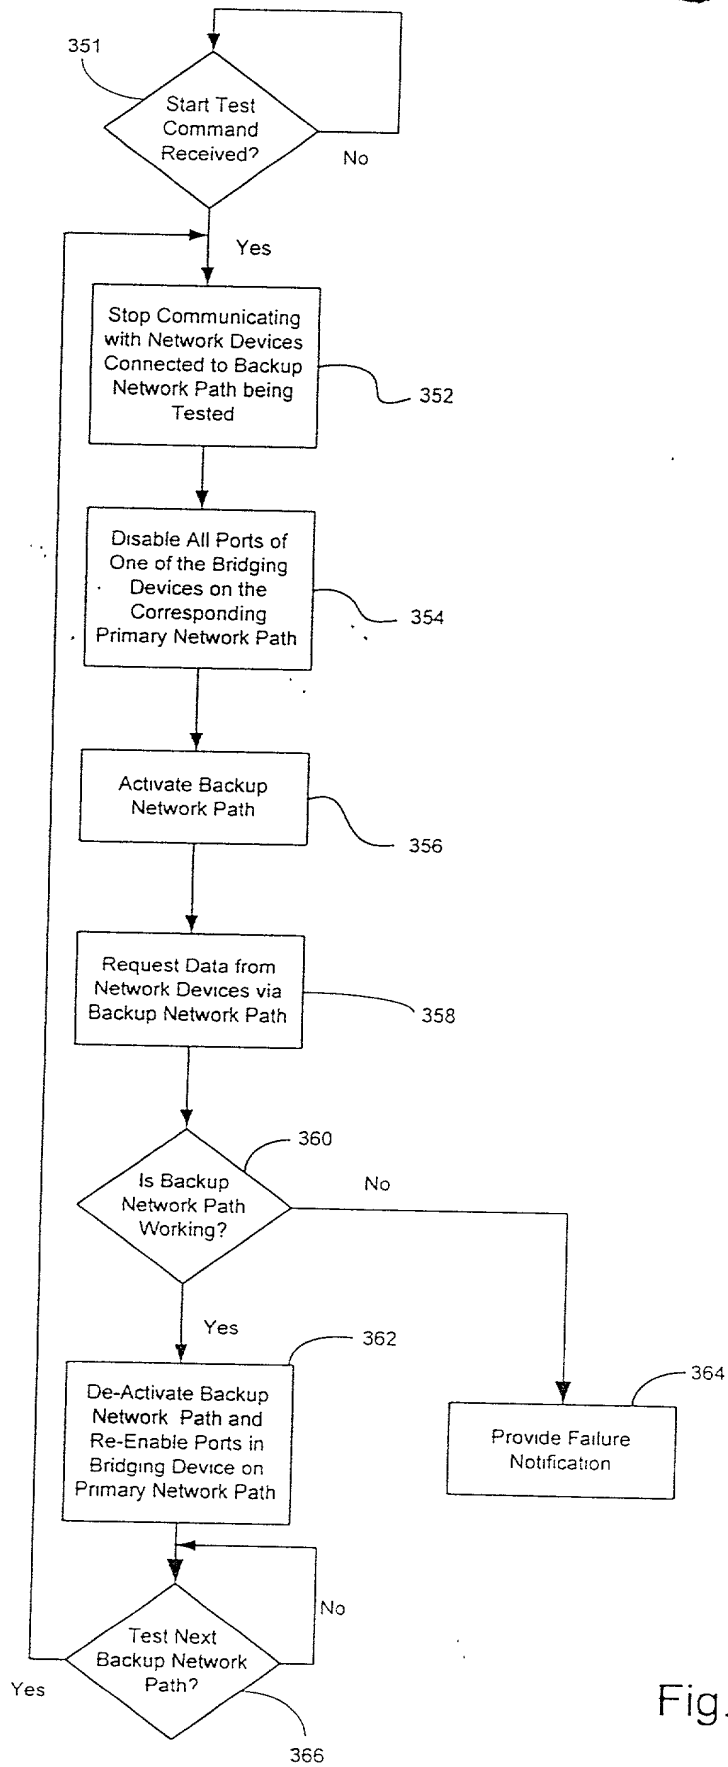 351
Start Test
Command
Received?
No
Yes
Stop Communicating
with Network Devices
Connected to Backup
Network Path being
Tested
352
Disable All Ports of
One of the Bridging
Devices on the
Corresponding
Primary Network Path
354
Activate Backup
Network Path
356
Request Data from
Network Devices via
Backup Network Path
358
360
Is Backup
Network Path
Working?
No
Yes
362
De-Activate Backup
Network Path and
Re-Enable Ports in
Bridging Device on
Primary Network Path
364
Provide Failure
Notification
No
Test Next
Backup Network
Path?
Yes
366
Fig.